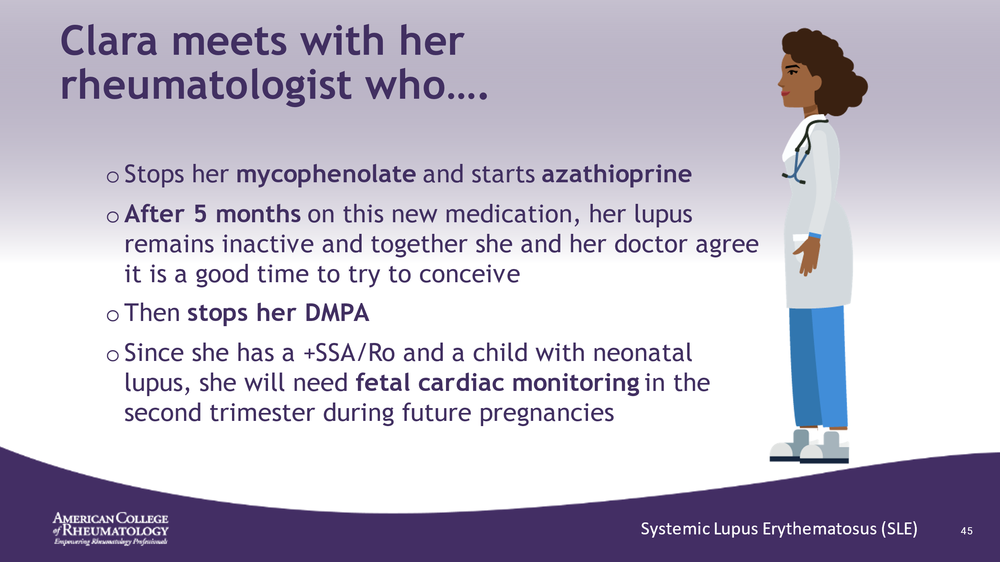 Clara meets with her
rheumatologist who....
o Stops her mycophenolate and starts azathioprine
o After 5 months on this new medication, her lupus
remains inactive and together she and her doctor agree
it is a good time to try to conceive
o Then stops her DMPA
o Since she has a +SSA/Ro and a child with neonatal
lupus, she will need fetal cardiac monitoring in the
second trimester during future pregnancies
AMERICAN COLLEGE
of RHEUMATOLOGY
Empowering Rheumatology Professionals
Systemic Lupus Erythematosus (SLE)
45